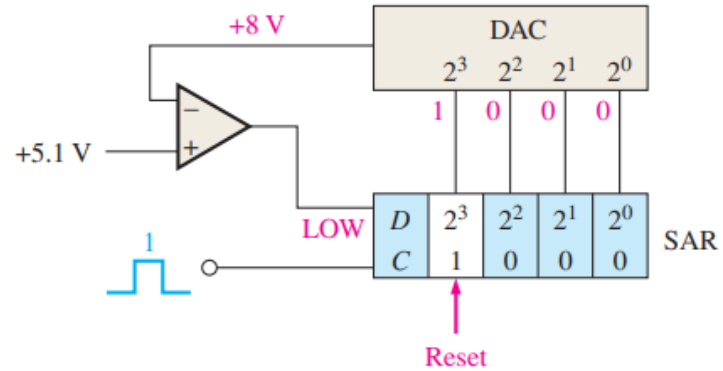 +8 V
DAC
2³ 2² 2¹ 2⁰
1 0 0 0
−
+
+5.1 V
LOW
D 2³ 2² 2¹ 2⁰
C 1 0 0 0
SAR
1
Reset